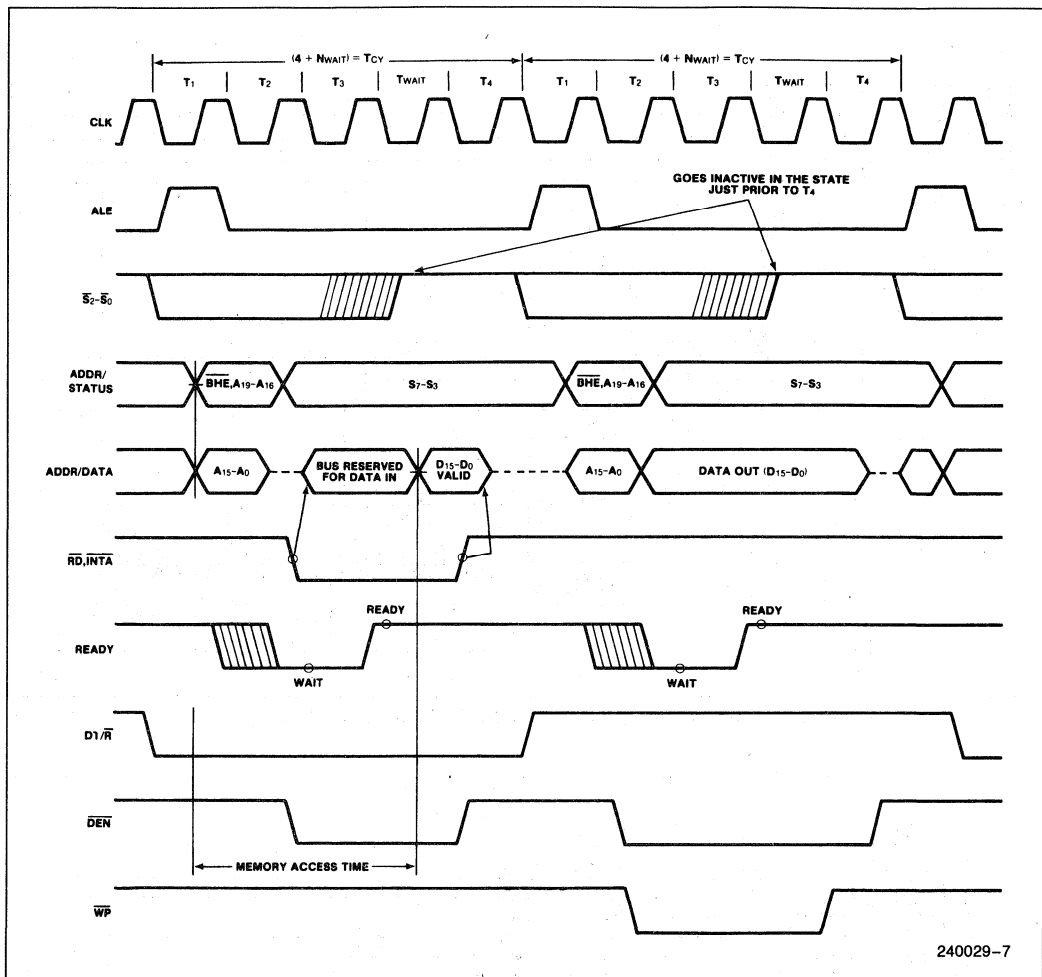 (4 + NWAIT) = TCY (4 + NWAIT) = TCY
T1 T2 T3 TWAIT T4 T1 T2 T3 TWAIT T4
CLK
GOES INACTIVE IN THE STATE
JUST PRIOR TO T4
ALE
S̅2-S̅0
ADDR/
STATUS
B̅H̅E̅,A19-A16 S7-S3 B̅H̅E̅,A19-A16 S7-S3
ADDR/DATA
A15-A0
BUS RESERVED
FOR DATA IN
D15-D0
VALID
A15-A0
DATA OUT (D15-D0)
R̅D̅,I̅N̅T̅A̅
READY READY
READY
WAIT WAIT
D1/R̅
D̅E̅N̅
MEMORY ACCESS TIME
W̅P̅
240029-7